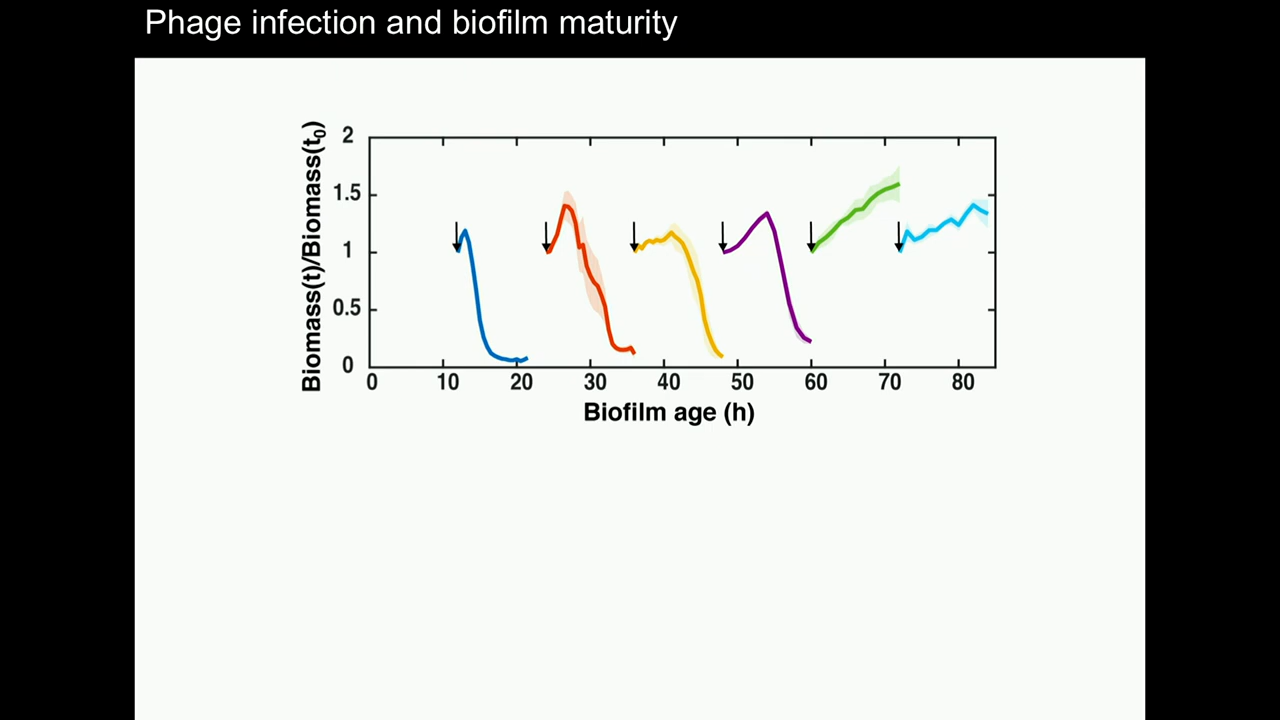 Phage infection and biofilm maturity
Biomass(t)/Biomass(t₀)
2
1.5
1
0.5
0
0 10 20 30 40 50 60 70 80
Biofilm age (h)